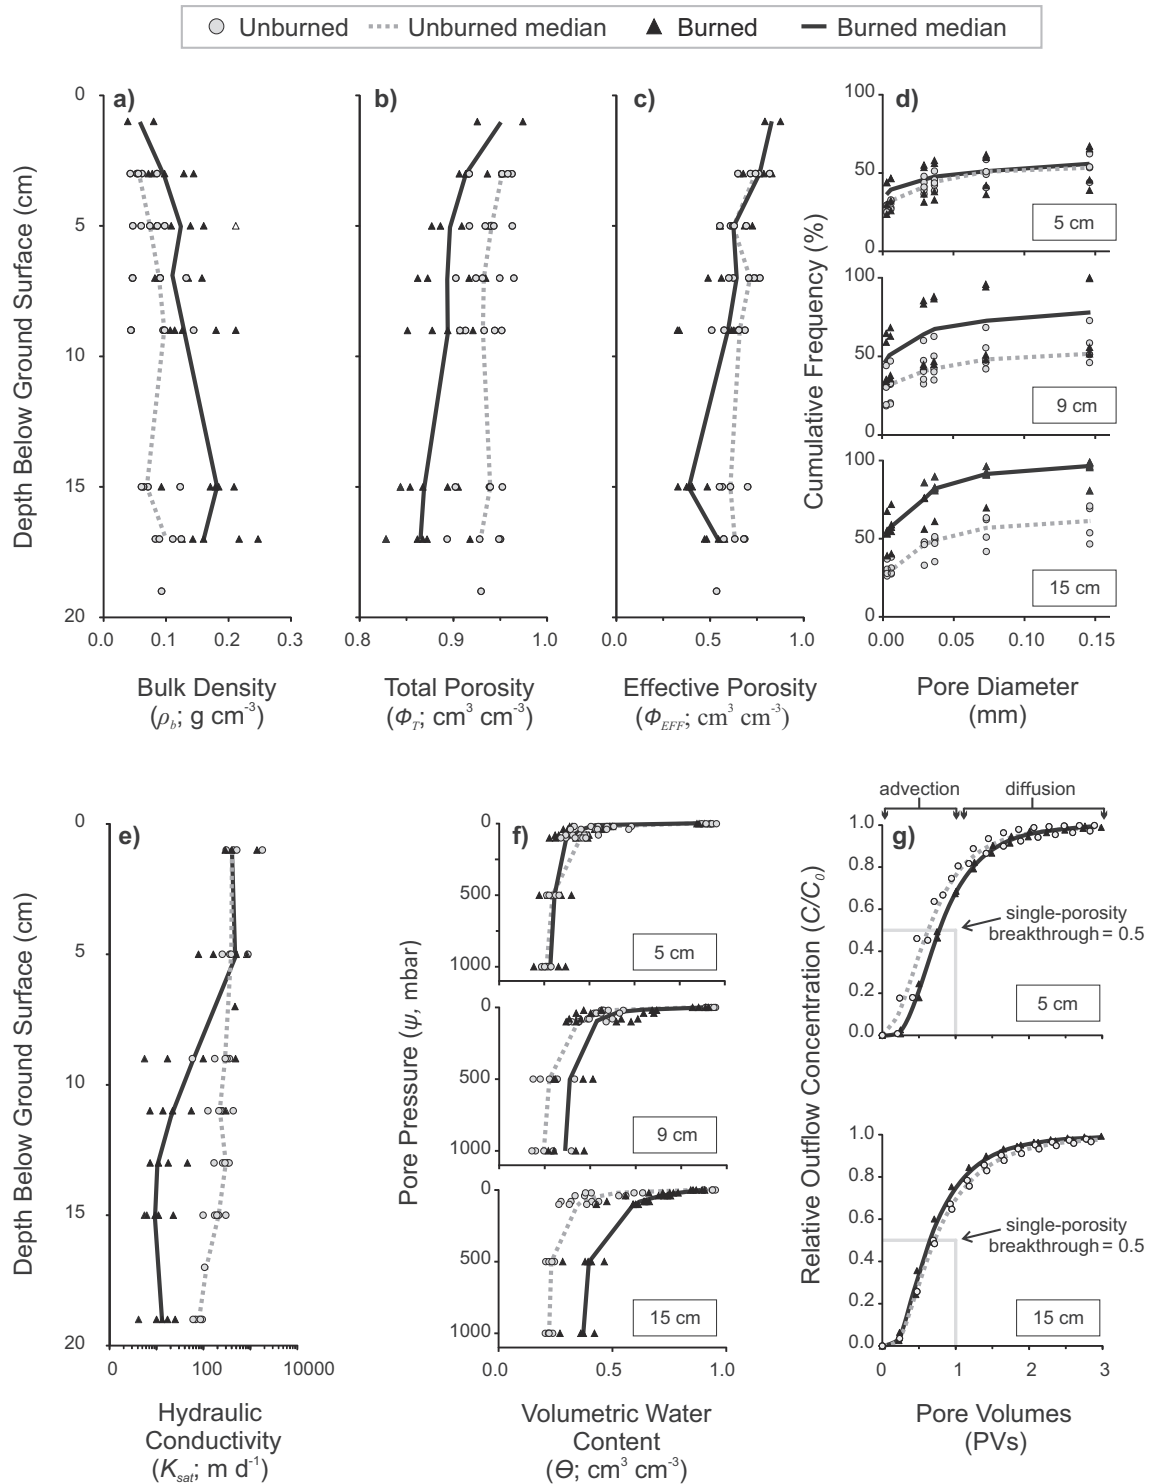 Unburned Unburned median Burned Burned median
a) b) c) d)
Depth Below Ground Surface (cm)
0
5
10
15
20
0.0 0.1 0.2 0.3
Bulk Density
(ρb; g cm-3)
0.8 0.9 1.0
Total Porosity
(ΦT; cm3 cm-3)
0.0 0.5 1.0
Effective Porosity
(ΦEFF; cm3 cm-3)
Cumulative Frequency (%)
100
50
0
5 cm
100
50
0
9 cm
100
50
0
15 cm
0.00 0.05 0.10 0.15
Pore Diameter
(mm)
e) f) g)
Depth Below Ground Surface (cm)
0
5
10
15
20
0 100 10000
Hydraulic
Conductivity
(Ksat; m d-1)
Pore Pressure (ψ, mbar)
0
500
1000
5 cm
0
500
1000
9 cm
0
500
1000
15 cm
0.0 0.5 1.0
Volumetric Water
Content
(Θ; cm3 cm-3)
advection diffusion
Relative Outflow Concentration (C/C0)
1.0
0.8
0.6
0.4
0.2
0.0
single-porosity
breakthrough = 0.5
5 cm
1.0
0.8
0.6
0.4
0.2
0.0
single-porosity
breakthrough = 0.5
15 cm
0 1 2 3
Pore Volumes
(PVs)